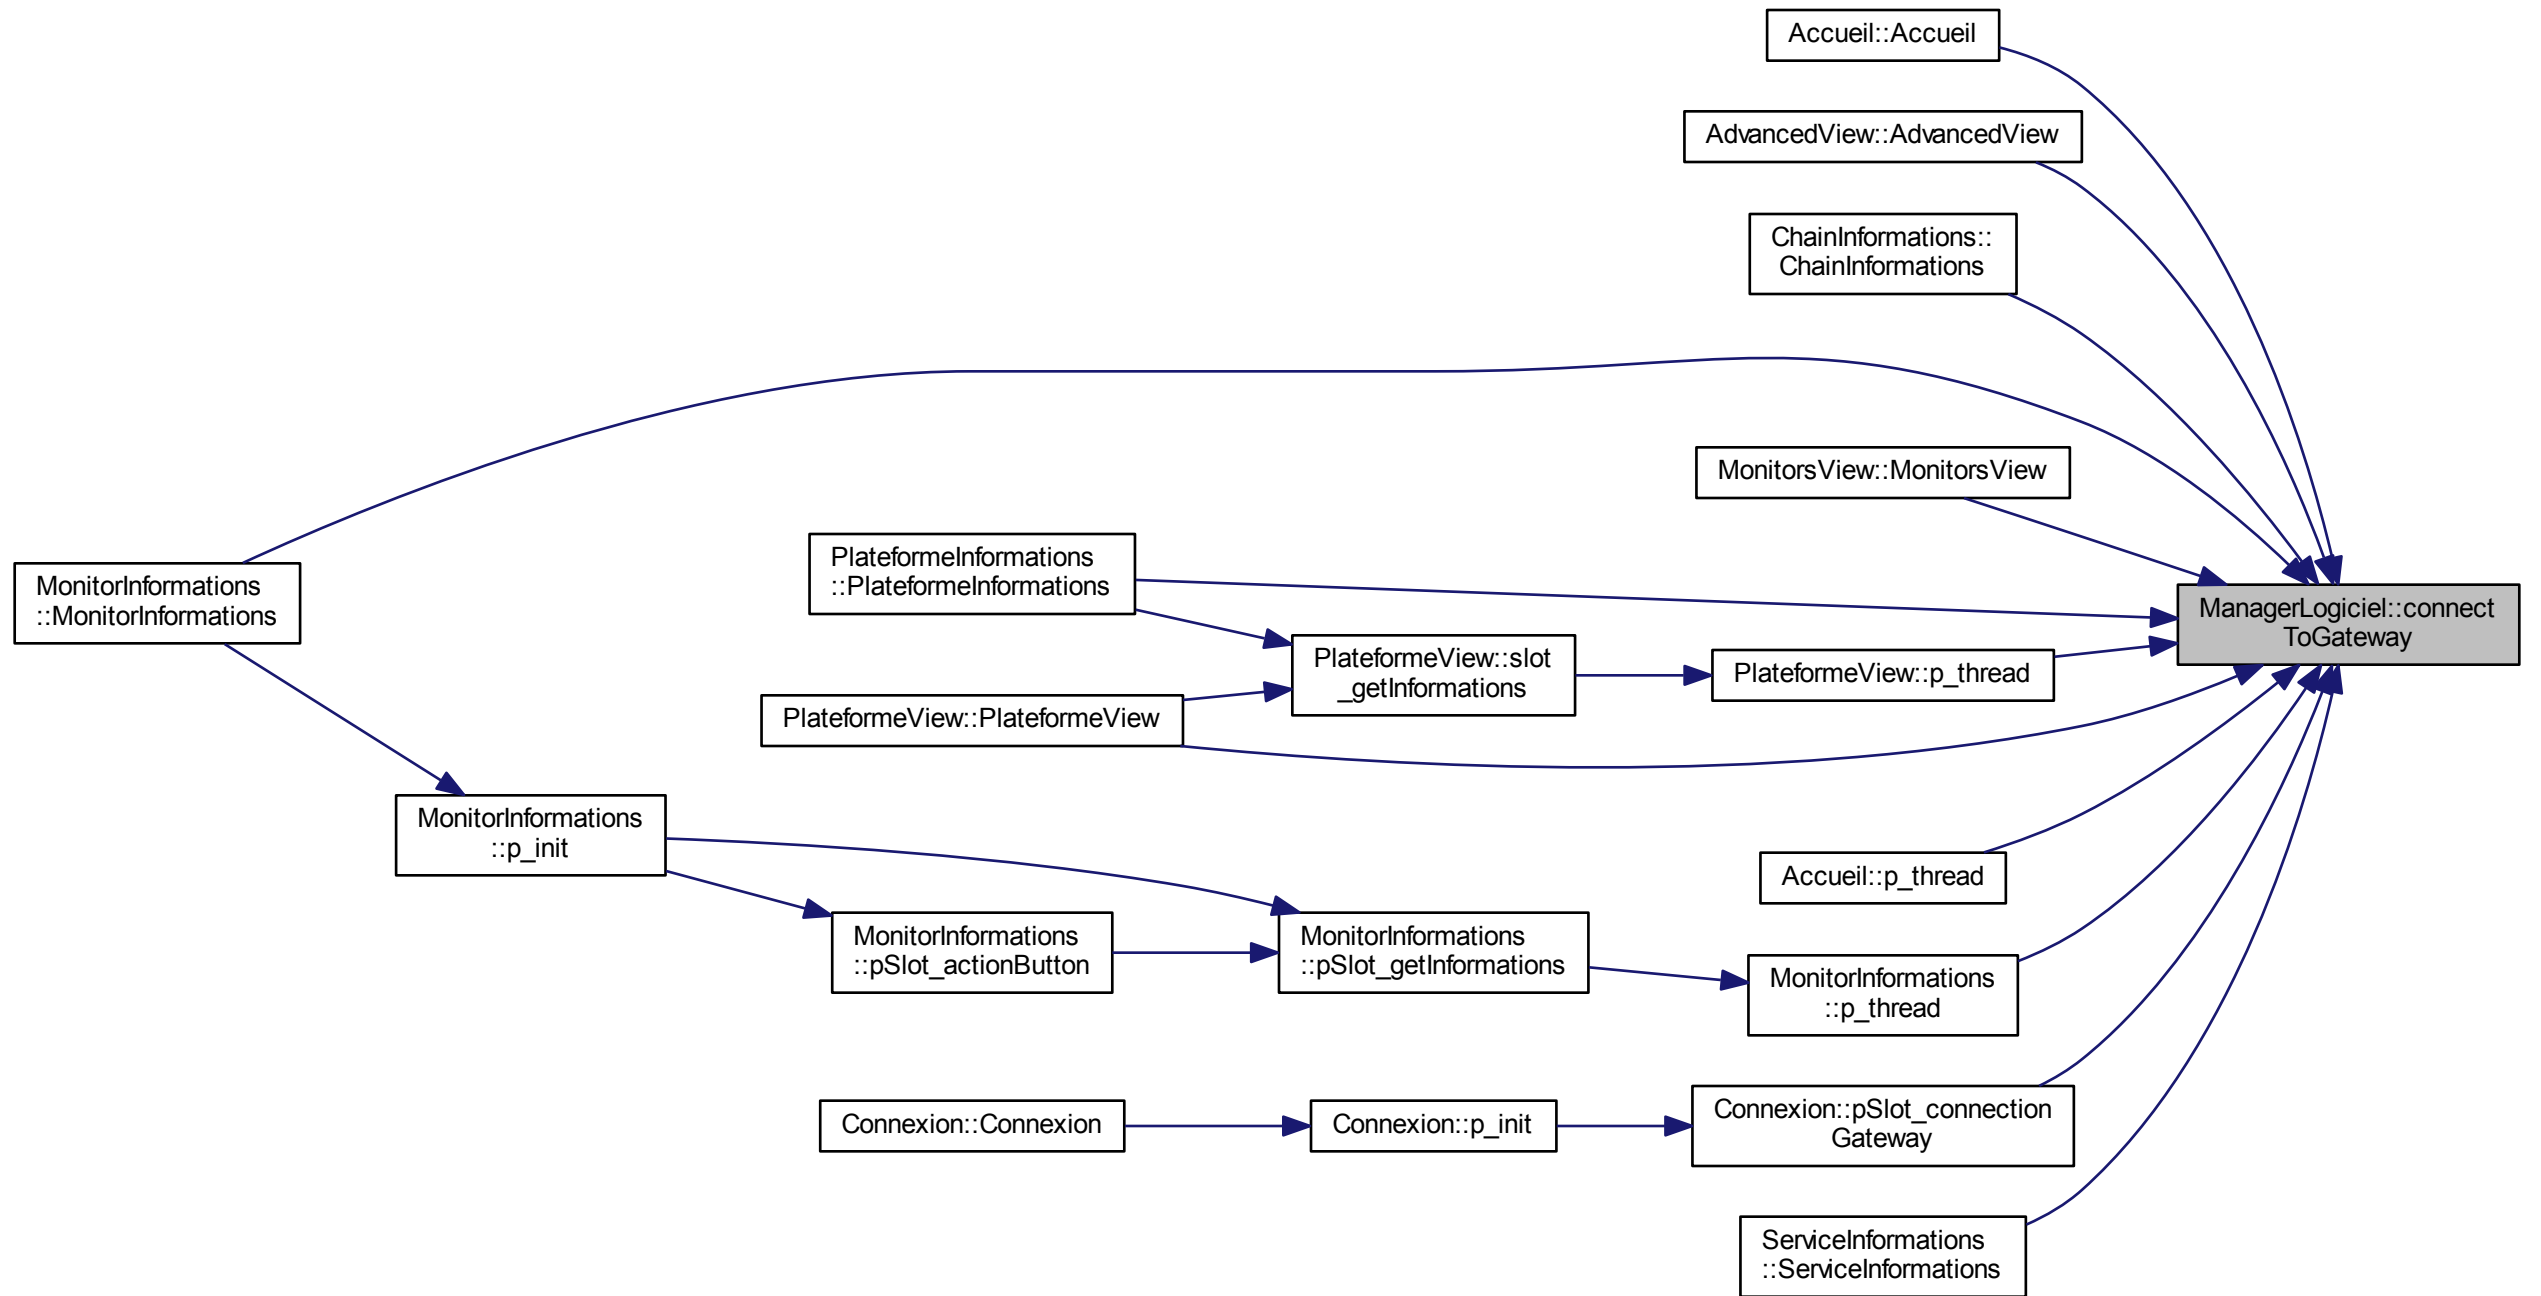 Accueil::Accueil
AdvancedView::AdvancedView
ChainInformations::
ChainInformations
MonitorsView::MonitorsView
PlateformeInformations
::PlateformeInformations
MonitorInformations
::MonitorInformations
ManagerLogiciel::connect
ToGateway
PlateformeView::slot
_getInformations
PlateformeView::p_thread
PlateformeView::PlateformeView
MonitorInformations
::p_init
Accueil::p_thread
MonitorInformations
::pSlot_actionButton
MonitorInformations
::pSlot_getInformations
MonitorInformations
::p_thread
Connexion::Connexion
Connexion::p_init
Connexion::pSlot_connection
Gateway
ServiceInformations
::ServiceInformations